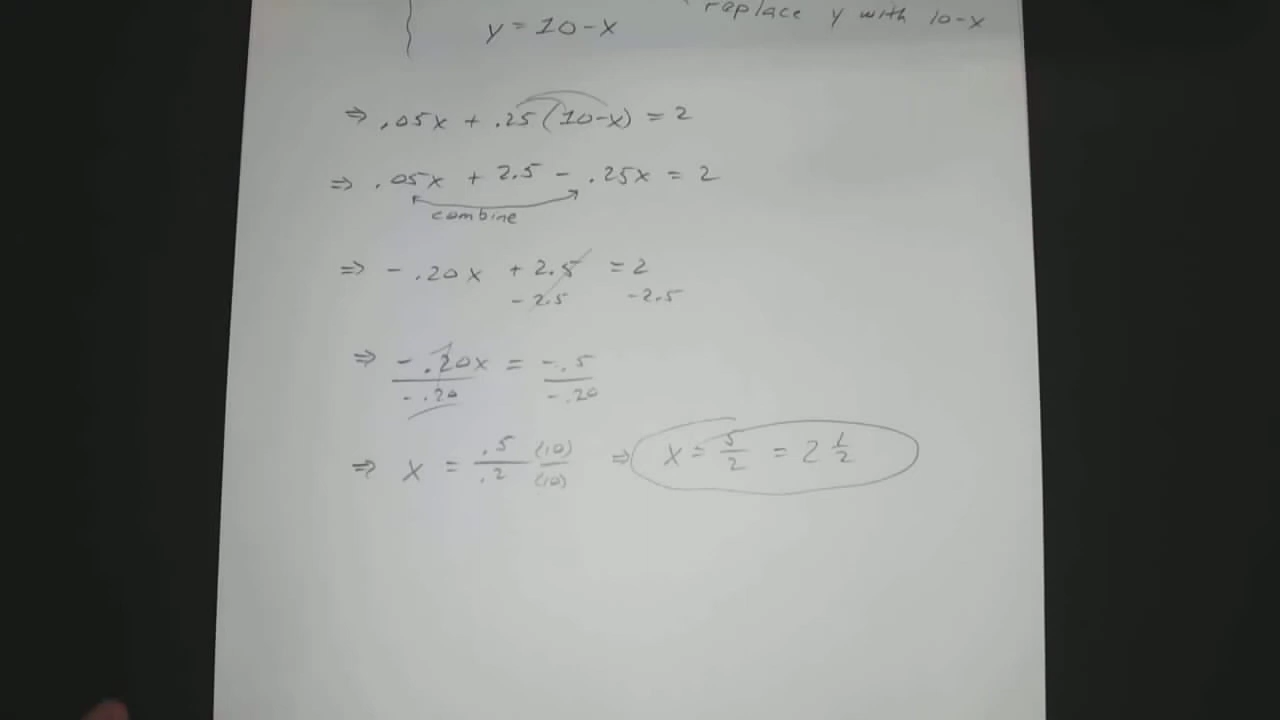 replace y with 10-x
y = 10-x
⇒ .05x + .25(10-x) = 2
⇒ .05x + 2.5 - .25x = 2
combine
⇒ -.20x + 2.5 = 2
-2.5 -2.5
⇒ -.20x = -.5
-.20 -.20
⇒ x = .5/.2 (10)/(10) ⇒ x = 5/2 = 2 1/2